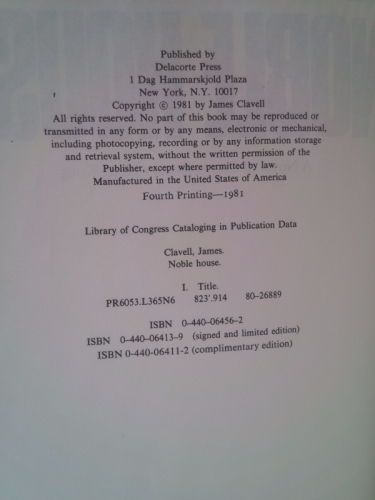 Published by
Delacorte Press
1 Dag Hammarskjold Plaza
New York, N.Y. 10017
Copyright © 1981 by James Clavell
All rights reserved. No part of this book may be reproduced or
transmitted in any form or by any means, electronic or mechanical,
including photocopying, recording or by any information storage
and retrieval system, without the written permission of the
Publisher, except where permitted by law.
Manufactured in the United States of America
Fourth Printing—1981
Library of Congress Cataloging in Publication Data
Clavell, James.
Noble house.
I. Title.
PR6053.L365N6 823'.914 80-26889
ISBN 0-440-06456-2
ISBN 0-440-06413-9 (signed and limited edition)
ISBN 0-440-06411-2 (complimentary edition)